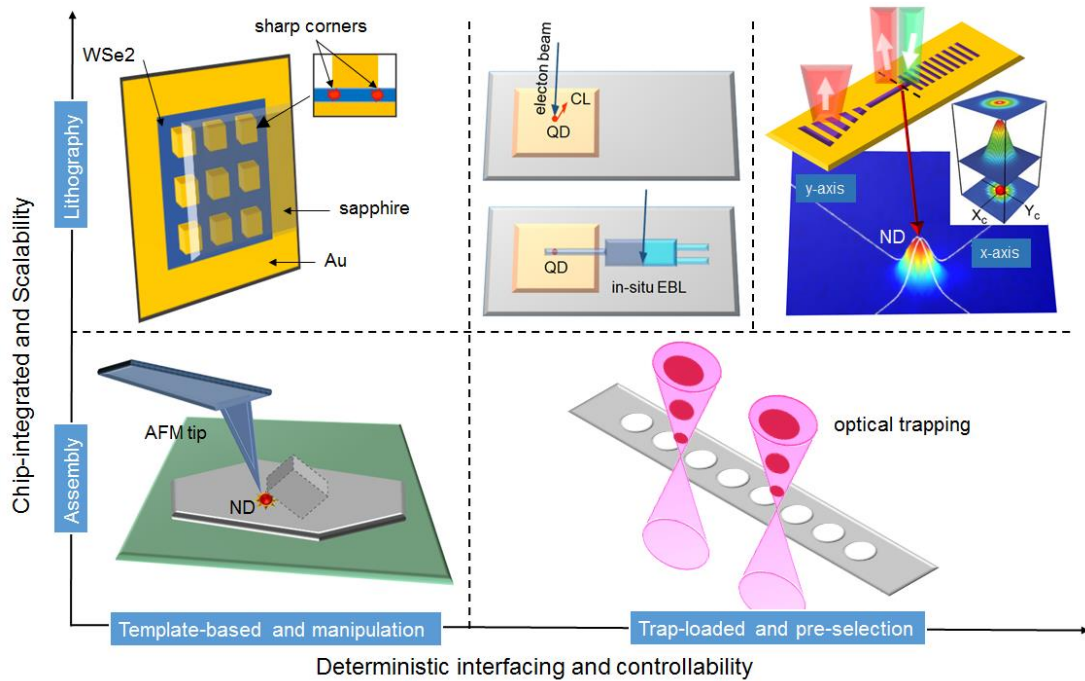 Chip-integrated and Scalability
Lithography
Assembly
WSe2
sharp corners
sapphire
Au
electon beam
CL
QD
QD
in-situ EBL
y-axis
Xc
Yc
ND
x-axis
AFM tip
ND
optical trapping
Template-based and manipulation
Trap-loaded and pre-selection
Deterministic interfacing and controllability